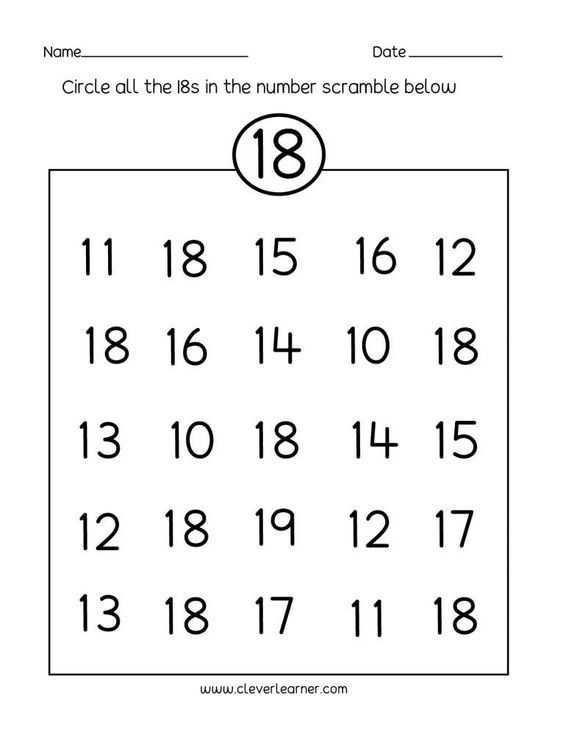 Name Date
Circle all the 18s in the number scramble below
18
11 18 15 16 12
18 16 14 10 18
13 10 18 14 15
12 18 19 12 17
13 18 17 11 18
www.cleverlearner.com